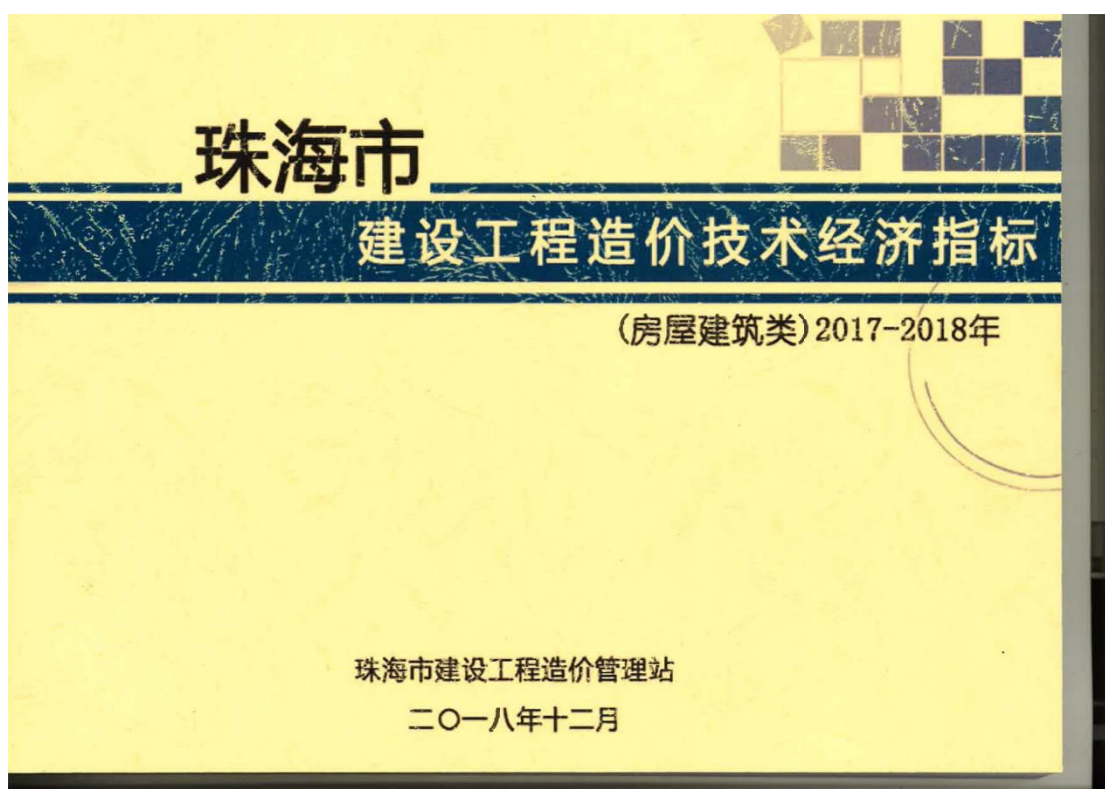 珠海市
建设工程造价技术经济指标
(房屋建筑类)2017-2018年
珠海市建设工程造价管理站
二〇一八年十二月